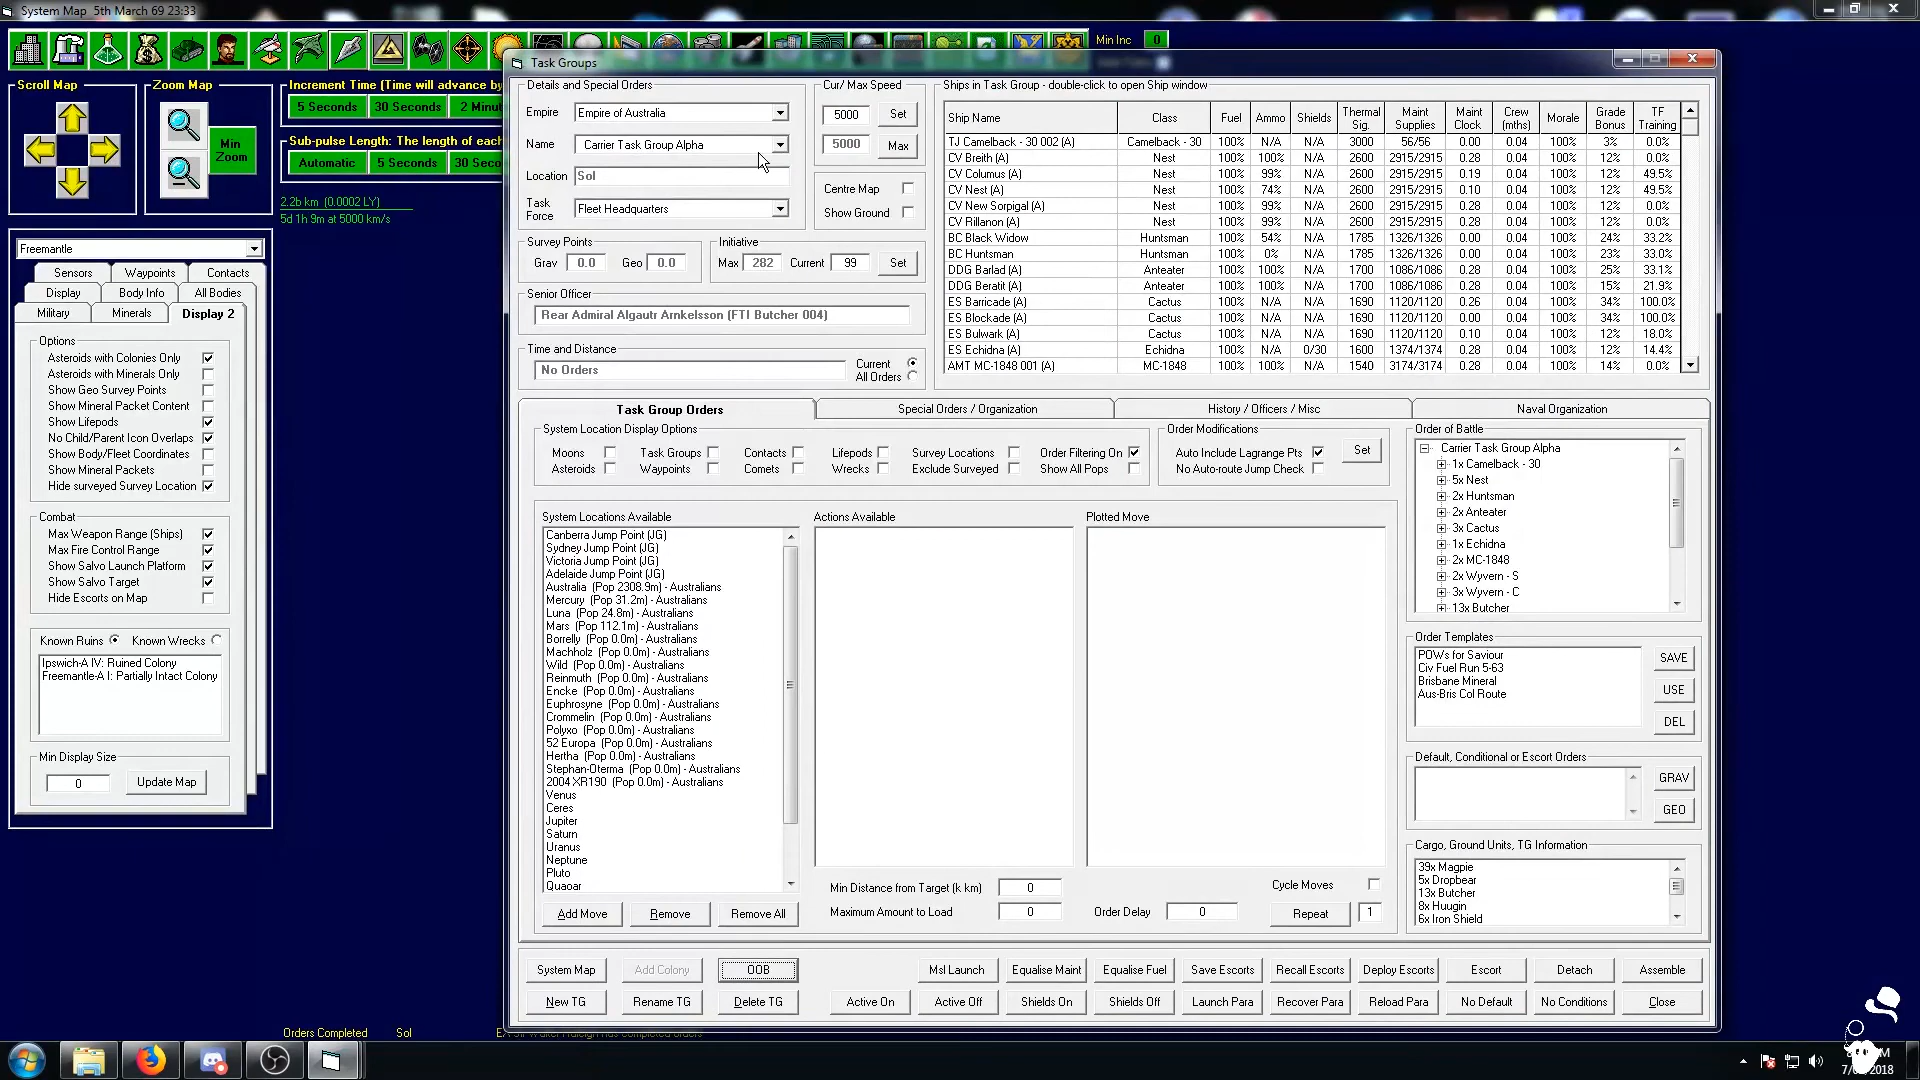 System Map  5th March 69 23:33
Min Inc 0
Scroll Map
Zoom Map
Min Zoom
Increment Time (Time will advance by
5 Seconds 30 Seconds 2 Minu
Sub-pulse Length: The length of each
Automatic 5 Seconds 30 Seco
2.2b km (0.0002 LY)
5d 1h 9m at 5000 km/s
Freemantle
Sensors Waypoints Contacts
Display Body Info All Bodies
Military Minerals Display 2
Options
Asteroids with Colonies Only
Asteroids with Minerals Only
Show Geo Survey Points
Show Mineral Packet Content
Show Lifepods
No Child/Parent Icon Overlaps
Show Body/Fleet Coordinates
Show Mineral Packets
Hide surveyed Survey Location
Combat
Max Weapon Range (Ships)
Max Fire Control Range
Show Salvo Launch Platform
Show Salvo Target
Hide Escorts on Map
Known Ruins Known Wrecks
Ipswich-A IV: Ruined Colony
Freemantle-A I: Partially Intact Colony
Min Display Size
0 Update Map
Orders Completed Sol
Task Groups
Details and Special Orders
Empire Empire of Australia
Name Carrier Task Group Alpha
Location Sol
Task Force Fleet Headquarters
Cur/ Max Speed
5000 Set
5000 Max
Centre Map
Show Ground
Survey Points
Grav 0.0 Geo 0.0
Initiative
Max 282 Current 99 Set
Senior Officer
Rear Admiral Algautr Arnkelsson (FTI Butcher 004)
Time and Distance
No Orders
Current
All Orders
Ships in Task Group - double-click to open Ship window
Ship Name Class Fuel Ammo Shields Thermal Sig. Maint Supplies Maint Clock Crew (mths) Morale Grade Bonus TF Training
TJ Camelback - 30 002 (A) Camelback - 30 100% N/A N/A 3000 56/56 0.00 0.04 100% 3% 0.0%
CV Breith (A) Nest 100% 100% N/A 2600 2915/2915 0.28 0.04 100% 12% 0.0%
CV Columus (A) Nest 100% 99% N/A 2600 2915/2915 0.19 0.04 100% 12% 49.5%
CV Nest (A) Nest 100% 74% N/A 2600 2915/2915 0.10 0.04 100% 12% 49.5%
CV New Sorpigal (A) Nest 100% 99% N/A 2600 2915/2915 0.28 0.04 100% 12% 0.0%
CV Rillanon (A) Nest 100% 99% N/A 2600 2915/2915 0.28 0.04 100% 12% 0.0%
BC Black Widow Huntsman 100% 54% N/A 1785 1326/1326 0.00 0.04 100% 24% 33.2%
BC Huntsman Huntsman 100% 0% N/A 1785 1326/1326 0.00 0.04 100% 23% 33.0%
DDG Barlad (A) Anteater 100% 100% N/A 1700 1086/1086 0.28 0.04 100% 25% 33.1%
DDG Beratit (A) Anteater 100% 100% N/A 1700 1086/1086 0.28 0.04 100% 15% 21.9%
ES Barricade (A) Cactus 100% N/A N/A 1690 1120/1120 0.26 0.04 100% 34% 100.0%
ES Blockade (A) Cactus 100% N/A N/A 1690 1120/1120 0.28 0.04 100% 34% 100.0%
ES Bulwark (A) Cactus 100% N/A N/A 1690 1120/1120 0.10 0.04 100% 12% 18.0%
ES Echidna (A) Echidna 100% N/A 0/30 1600 1374/1374 0.28 0.04 100% 12% 14.4%
AMT MC-1848 001 (A) MC-1848 100% 100% N/A 1540 3174/3174 0.28 0.04 100% 14% 0.0%
Task Group Orders Special Orders / Organization History / Officers / Misc Naval Organization
System Location Display Options
Moons Task Groups Contacts Lifepods Survey Locations Order Filtering On
Asteroids Waypoints Comets Wrecks Exclude Surveyed Show All Pops
Order Modifications
Auto Include Lagrange Pts Set
No Auto-route Jump Check
System Locations Available
Canberra Jump Point (JG)
Sydney Jump Point (JG)
Victoria Jump Point (JG)
Adelaide Jump Point (JG)
Australia (Pop 2308.9m) - Australians
Mercury (Pop 31.2m) - Australians
Luna (Pop 24.8m) - Australians
Mars (Pop 112.1m) - Australians
Borrelly (Pop 0.0m) - Australians
Machholz (Pop 0.0m) - Australians
Wild (Pop 0.0m) - Australians
Reinmuth (Pop 0.0m) - Australians
Encke (Pop 0.0m) - Australians
Euphrosyne (Pop 0.0m) - Australians
Crommelin (Pop 0.0m) - Australians
Polyxo (Pop 0.0m) - Australians
52 Europa (Pop 0.0m) - Australians
Hertha (Pop 0.0m) - Australians
Stephan-Oterma (Pop 0.0m) - Australians
2004 XR190 (Pop 0.0m) - Australians
Venus
Ceres
Jupiter
Saturn
Uranus
Neptune
Pluto
Quaoar
Actions Available
Plotted Move
Add Move Remove Remove All
Min Distance from Target (k km) 0
Maximum Amount to Load 0
Order Delay 0
Cycle Moves
Repeat 1
Order of Battle
Carrier Task Group Alpha
1x Camelback - 30
5x Nest
2x Huntsman
2x Anteater
3x Cactus
1x Echidna
2x MC-1848
2x Wyvern - S
3x Wyvern - C
13x Butcher
Order Templates
POWs for Saviour
Civ Fuel Run 5-63
Brisbane Mineral
Aus-Bris Col Route
SAVE
USE
DEL
Default, Conditional or Escort Orders
GRAV
GEO
Cargo, Ground Units, TG Information
39x Magpie
5x Dropbear
13x Butcher
8x Huugin
6x Iron Shield
System Map Add Colony OOB Msl Launch Equalise Maint Equalise Fuel Save Escorts Recall Escorts Deploy Escorts Escort Detach Assemble
New TG Rename TG Delete TG Active On Active Off Shields On Shields Off Launch Para Recover Para Reload Para No Default No Conditions Close